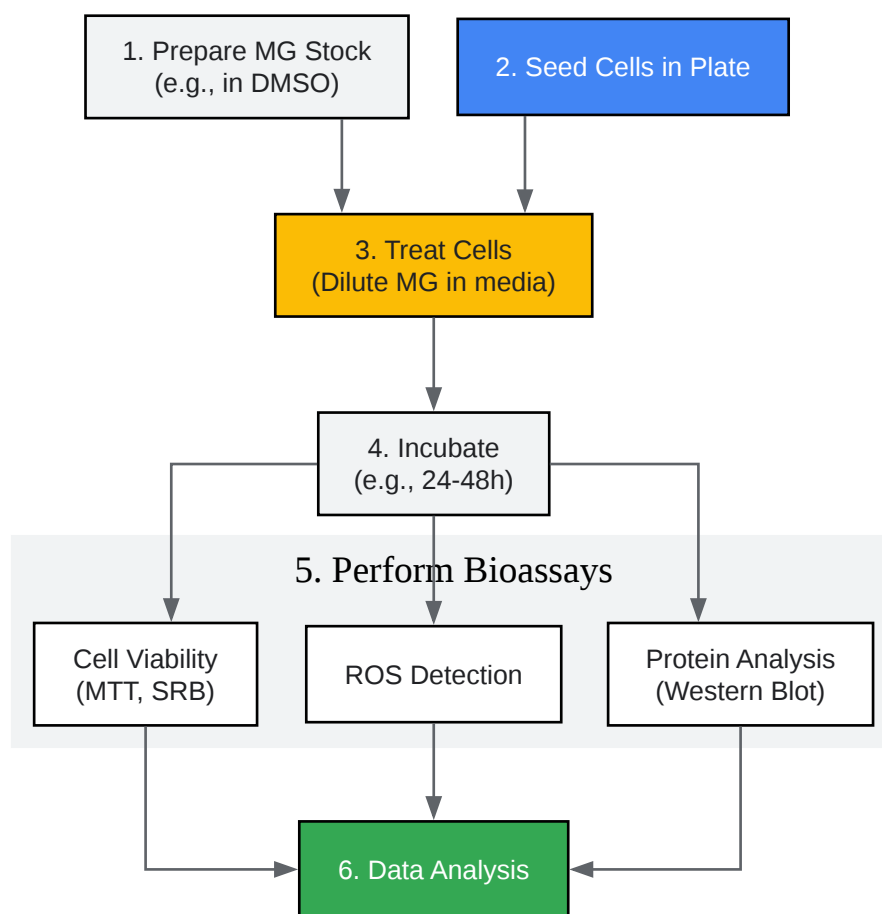 1. Prepare MG Stock
(e.g., in DMSO)
2. Seed Cells in Plate
3. Treat Cells
(Dilute MG in media)
4. Incubate
(e.g., 24-48h)
5. Perform Bioassays
Cell Viability
(MTT, SRB)
ROS Detection
Protein Analysis
(Western Blot)
6. Data Analysis